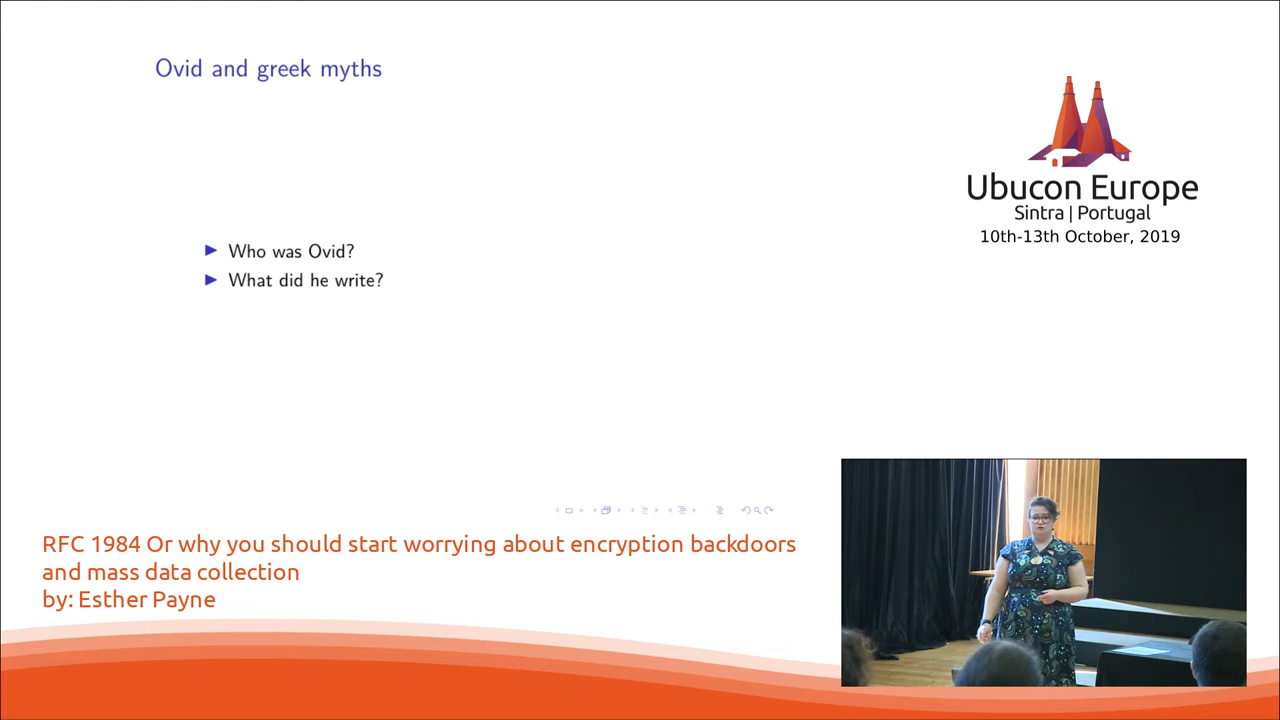 Ovid and greek myths
Who was Ovid?
What did he write?
Ubucon Europe
Sintra | Portugal
10th-13th October, 2019
RFC 1984 Or why you should start worrying about encryption backdoors
and mass data collection
by: Esther Payne